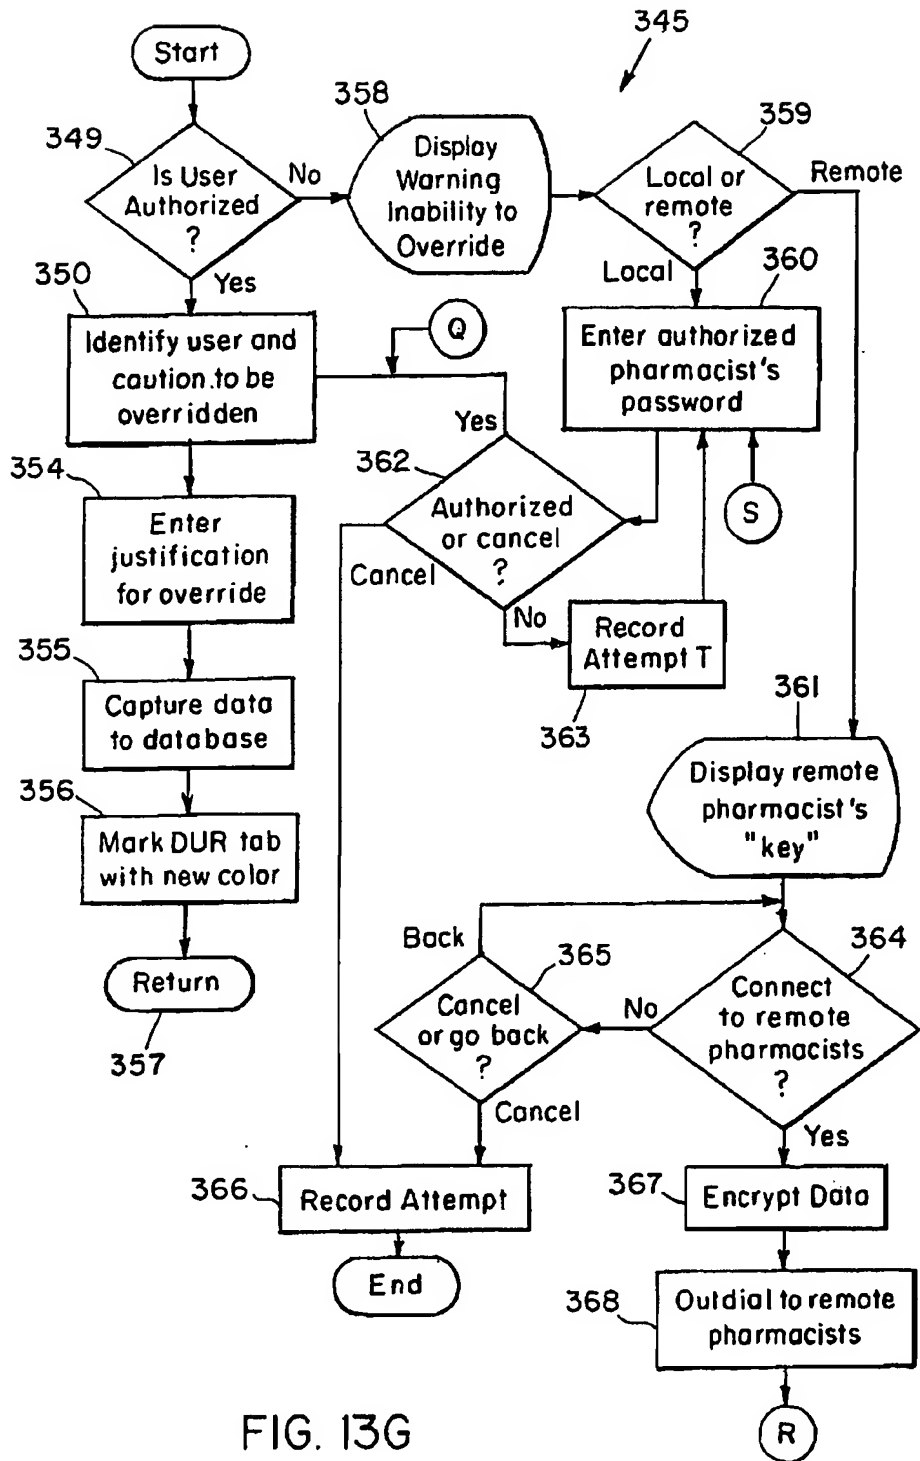 345
Start
349
Is User
Authorized
?
No
Yes
358
Display
Warning
Inability to
Override
359
Local or
remote
?
Remote
Local
350
Identify user and
caution.to be
overridden
Q
360
Enter authorized
pharmacist's
password
S
354
Enter
justification
for override
Yes
362
Authorized
or cancel
?
Cancel
No
Record
Attempt T
363
355
Capture data
to database
356
Mark DUR tab
with new color
Return
357
361
Display remote
pharmacist's
"key"
Back
365
Cancel
or go back
?
Cancel
364
Connect
to remote
pharmacists
?
No
Yes
366
Record Attempt
End
367
Encrypt Data
368
Outdial to remote
pharmacists
R
FIG. 13G